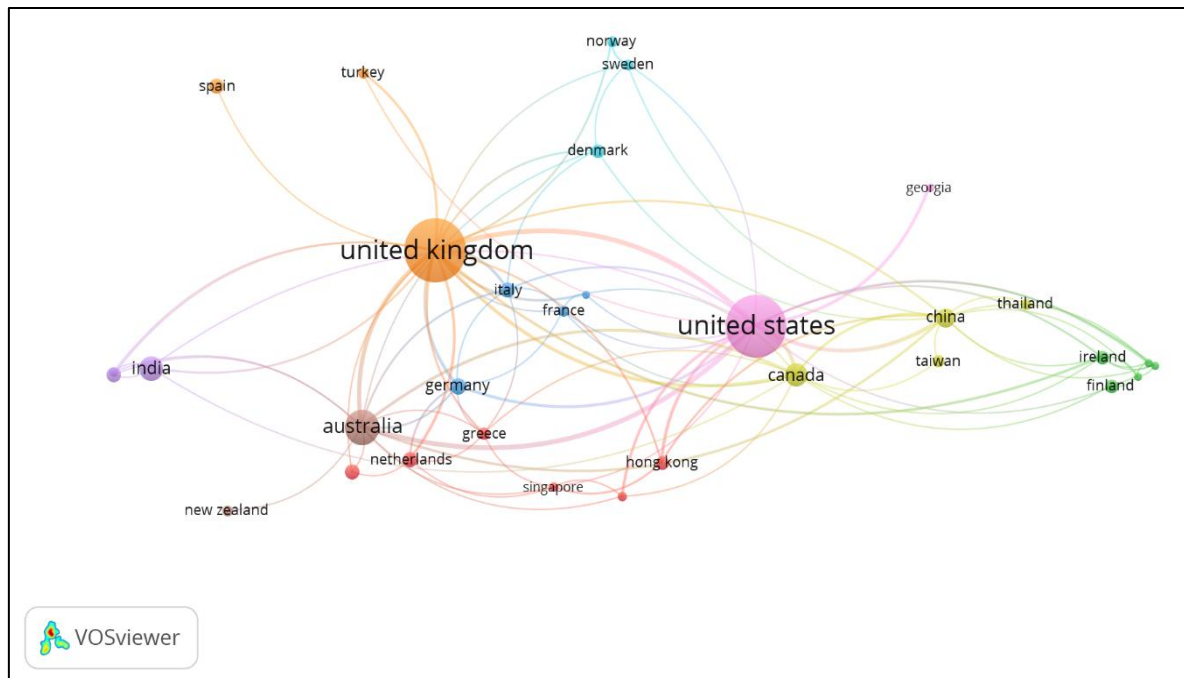 norway
sweden
turkey
spain
denmark
georgia
united kingdom
italy
france
thailand
china
united states
ireland
taiwan
india
canada
germany
finland
australia
greece
netherlands
hong kong
singapore
new zealand
VOSviewer